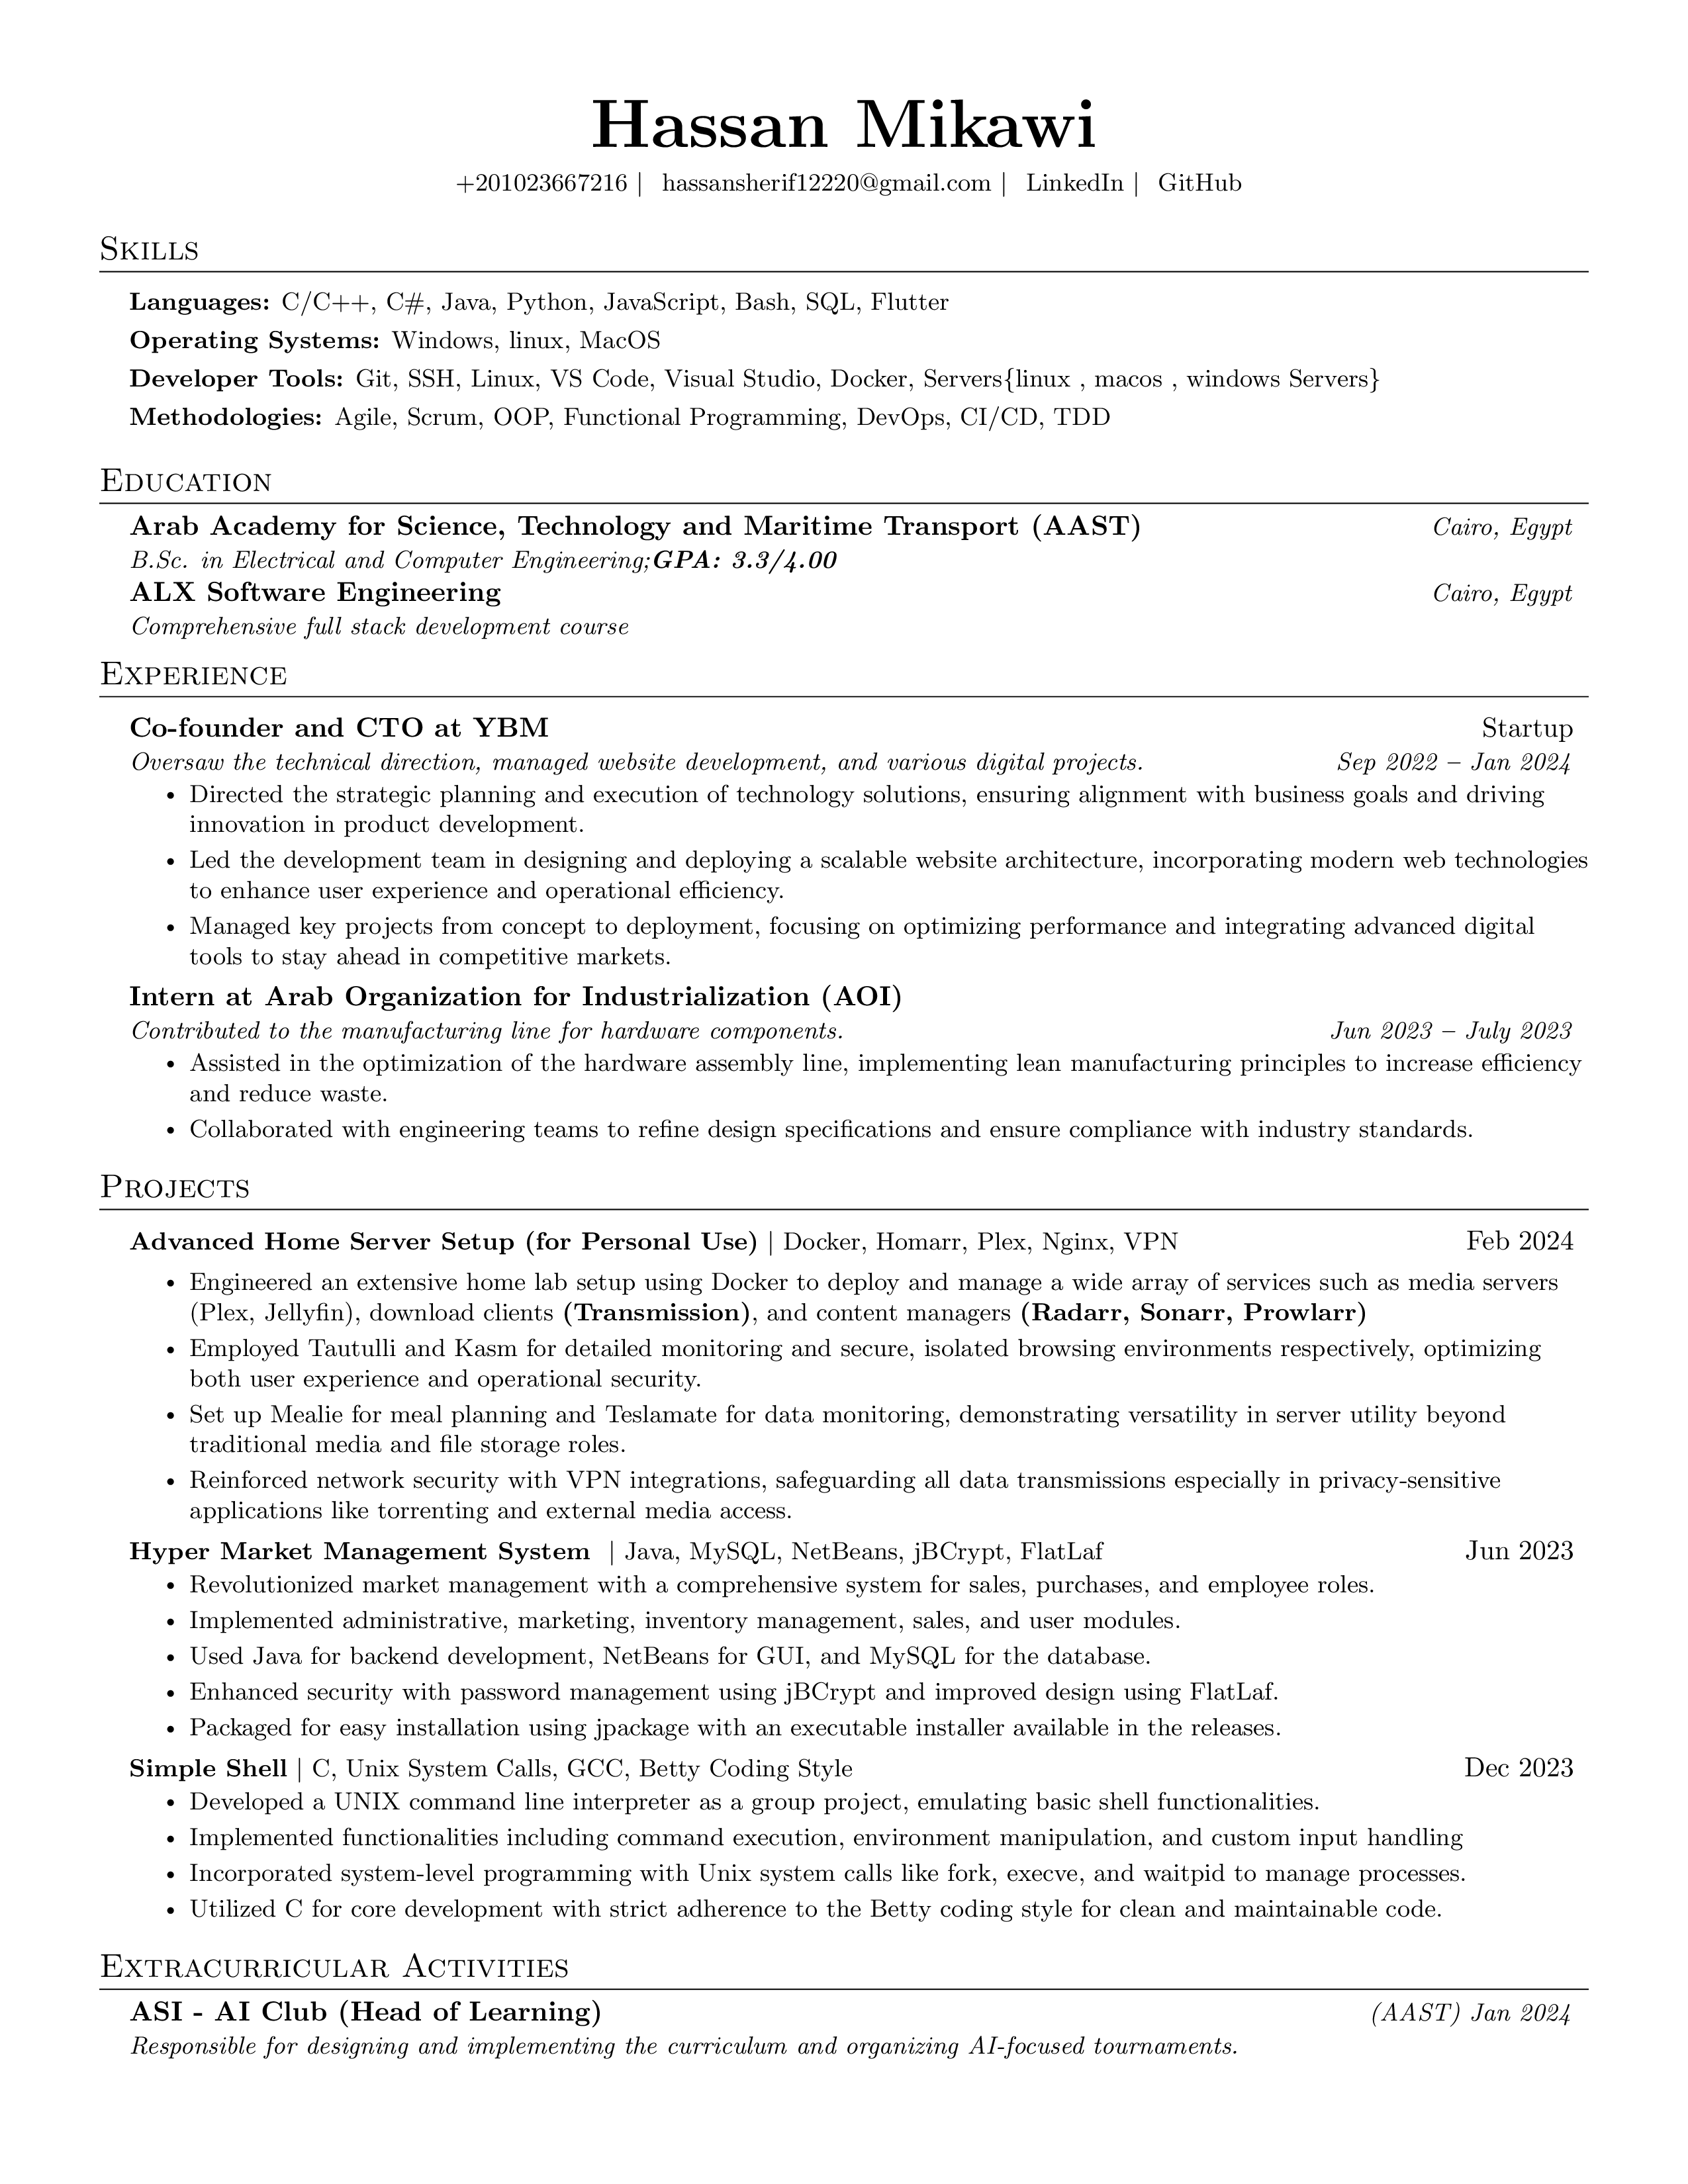 Hassan Mikawi
+201023667216 | hassansherif12220@gmail.com | LinkedIn | GitHub
Skills
Languages: C/C++, C#, Java, Python, JavaScript, Bash, SQL, Flutter
Operating Systems: Windows, linux, MacOS
Developer Tools: Git, SSH, Linux, VS Code, Visual Studio, Docker, Servers{linux , macos , windows Servers}
Methodologies: Agile, Scrum, OOP, Functional Programming, DevOps, CI/CD, TDD
Education
Arab Academy for Science, Technology and Maritime Transport (AAST) Cairo, Egypt
B.Sc. in Electrical and Computer Engineering;GPA: 3.3/4.00
ALX Software Engineering Cairo, Egypt
Comprehensive full stack development course
Experience
Co-founder and CTO at YBM Startup
Oversaw the technical direction, managed website development, and various digital projects. Sep 2022 – Jan 2024
• Directed the strategic planning and execution of technology solutions, ensuring alignment with business goals and driving
innovation in product development.
• Led the development team in designing and deploying a scalable website architecture, incorporating modern web technologies
to enhance user experience and operational efficiency.
• Managed key projects from concept to deployment, focusing on optimizing performance and integrating advanced digital
tools to stay ahead in competitive markets.
Intern at Arab Organization for Industrialization (AOI)
Contributed to the manufacturing line for hardware components. Jun 2023 – July 2023
• Assisted in the optimization of the hardware assembly line, implementing lean manufacturing principles to increase efficiency
and reduce waste.
• Collaborated with engineering teams to refine design specifications and ensure compliance with industry standards.
Projects
Advanced Home Server Setup (for Personal Use) | Docker, Homarr, Plex, Nginx, VPN Feb 2024
• Engineered an extensive home lab setup using Docker to deploy and manage a wide array of services such as media servers
(Plex, Jellyfin), download clients (Transmission), and content managers (Radarr, Sonarr, Prowlarr)
• Employed Tautulli and Kasm for detailed monitoring and secure, isolated browsing environments respectively, optimizing
both user experience and operational security.
• Set up Mealie for meal planning and Teslamate for data monitoring, demonstrating versatility in server utility beyond
traditional media and file storage roles.
• Reinforced network security with VPN integrations, safeguarding all data transmissions especially in privacy-sensitive
applications like torrenting and external media access.
Hyper Market Management System | Java, MySQL, NetBeans, jBCrypt, FlatLaf Jun 2023
• Revolutionized market management with a comprehensive system for sales, purchases, and employee roles.
• Implemented administrative, marketing, inventory management, sales, and user modules.
• Used Java for backend development, NetBeans for GUI, and MySQL for the database.
• Enhanced security with password management using jBCrypt and improved design using FlatLaf.
• Packaged for easy installation using jpackage with an executable installer available in the releases.
Simple Shell | C, Unix System Calls, GCC, Betty Coding Style Dec 2023
• Developed a UNIX command line interpreter as a group project, emulating basic shell functionalities.
• Implemented functionalities including command execution, environment manipulation, and custom input handling
• Incorporated system-level programming with Unix system calls like fork, execve, and waitpid to manage processes.
• Utilized C for core development with strict adherence to the Betty coding style for clean and maintainable code.
Extracurricular Activities
ASI - AI Club (Head of Learning) (AAST) Jan 2024
Responsible for designing and implementing the curriculum and organizing AI-focused tournaments.